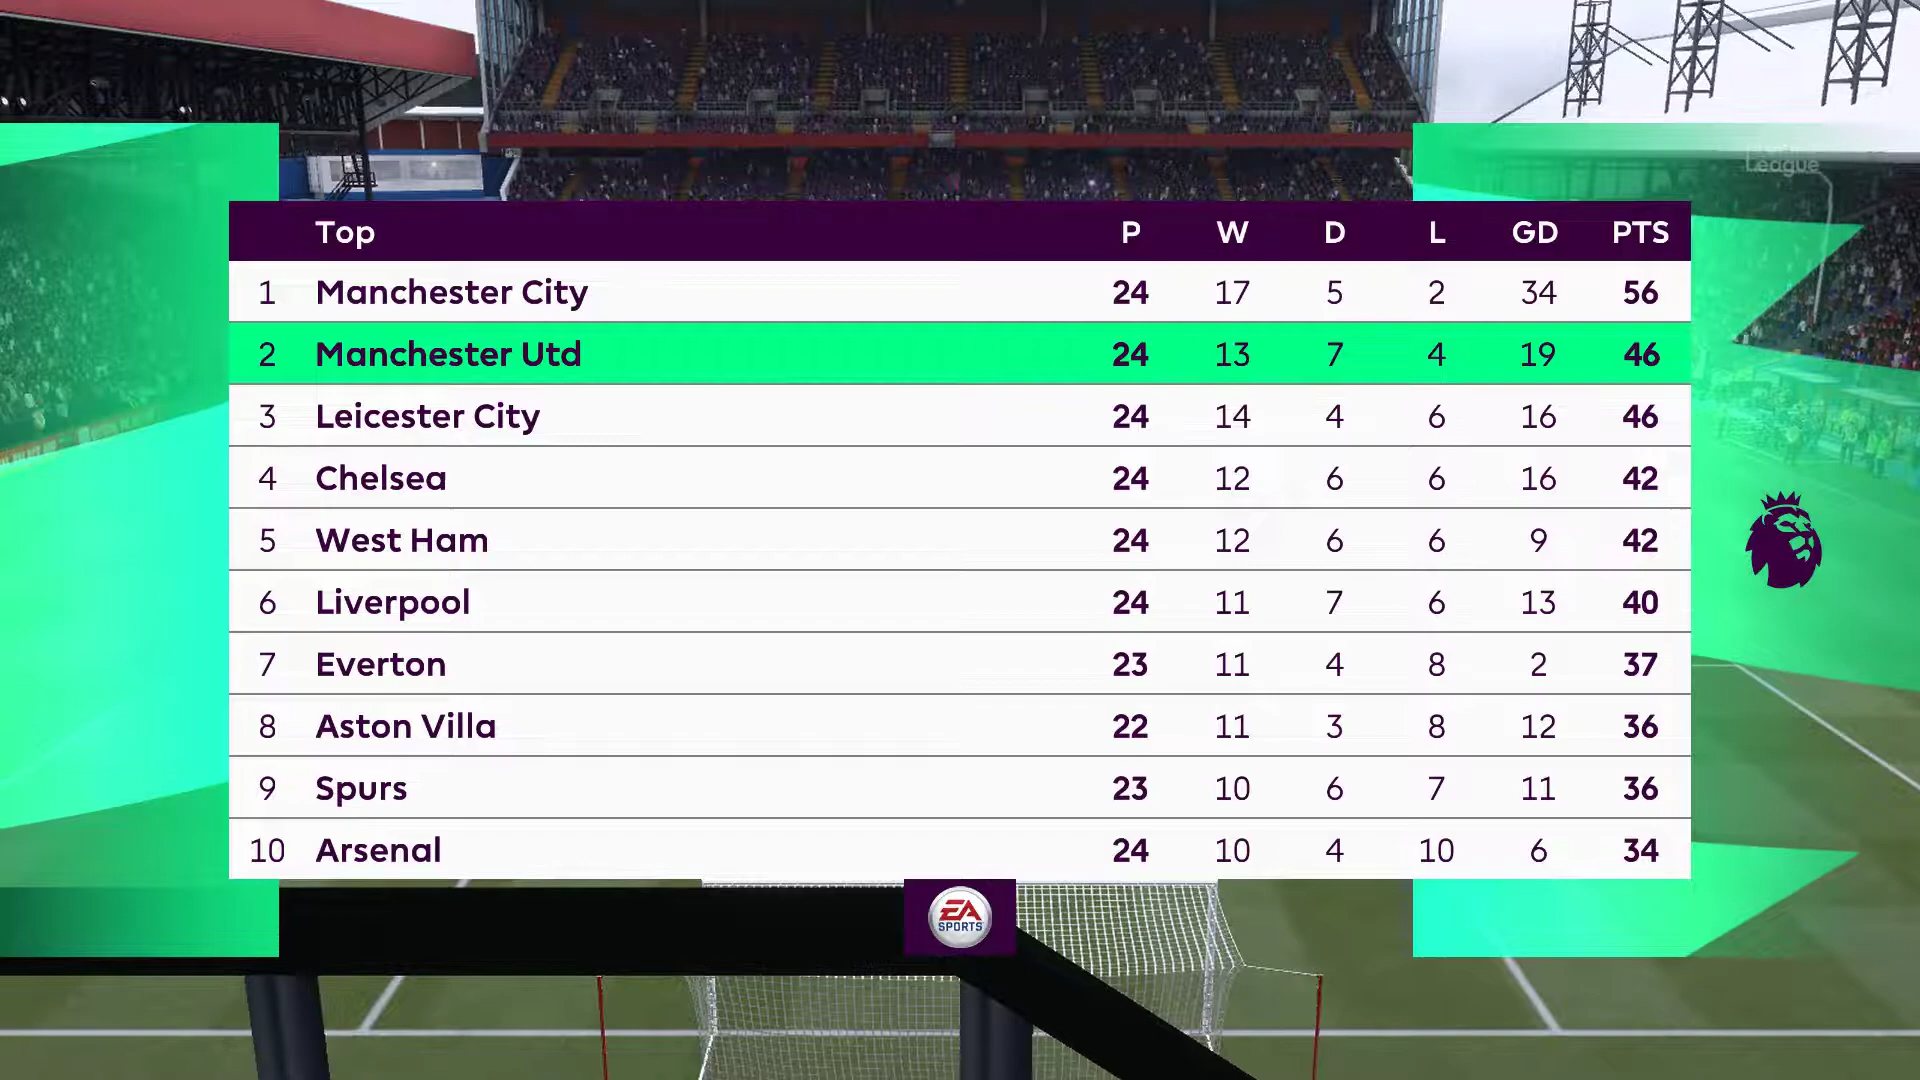 League
Top P W D L GD PTS
1 Manchester City 24 17 5 2 34 56
2 Manchester Utd 24 13 7 4 19 46
3 Leicester City 24 14 4 6 16 46
4 Chelsea 24 12 6 6 16 42
5 West Ham 24 12 6 6 9 42
6 Liverpool 24 11 7 6 13 40
7 Everton 23 11 4 8 2 37
8 Aston Villa 22 11 3 8 12 36
9 Spurs 23 10 6 7 11 36
10 Arsenal 24 10 4 10 6 34
EA
SPORTS